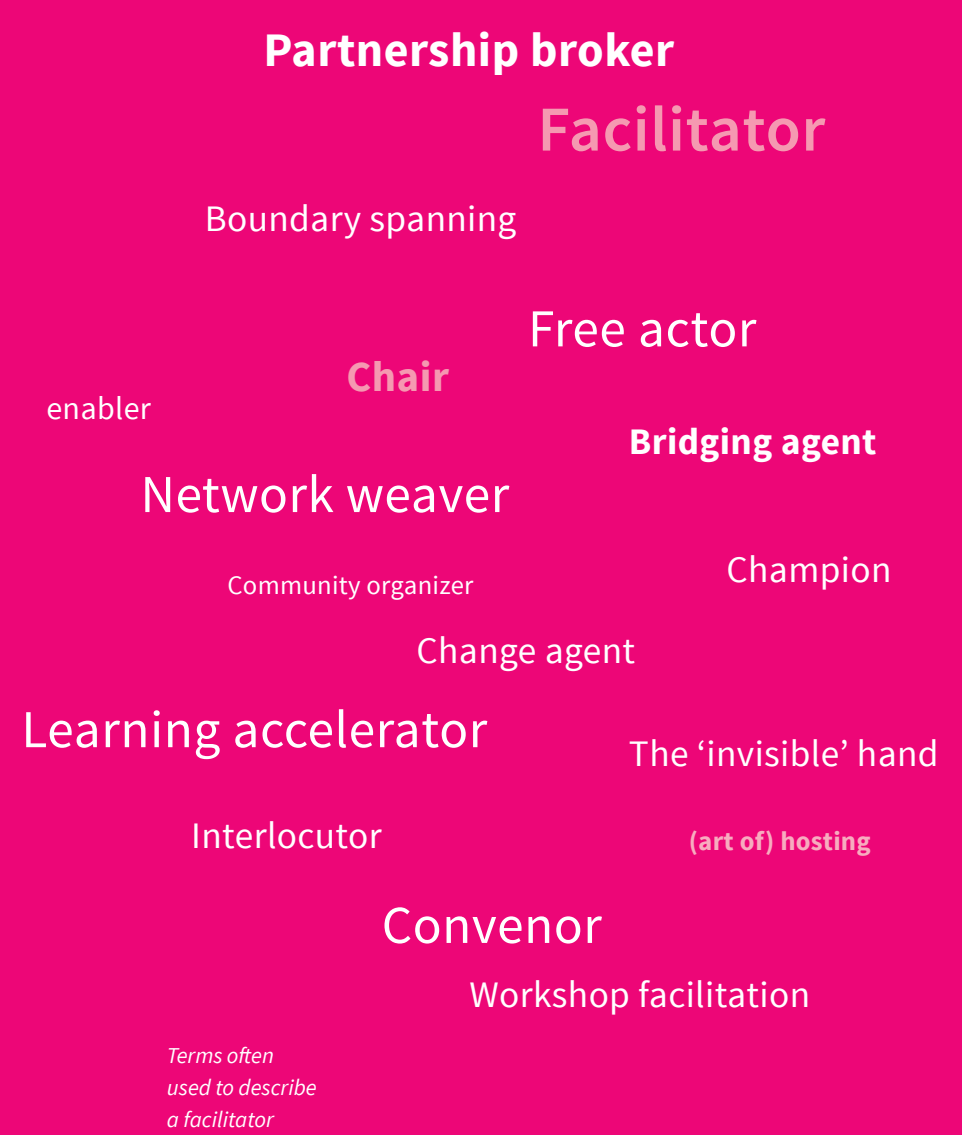 Partnership broker
Facilitator
Boundary spanning
Free actor
Chair
enabler
Bridging agent
Network weaver
Champion
Community organizer
Change agent
Learning accelerator
The ‘invisible’ hand
Interlocutor
(art of) hosting
Convenor
Workshop facilitation
Terms often
used to describe
a facilitator